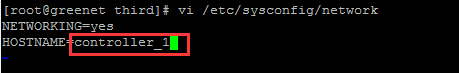 [root@greenet third]# vi /etc/sysconfig/network
NETWORKING=yes
HOSTNAME=controller_1
~